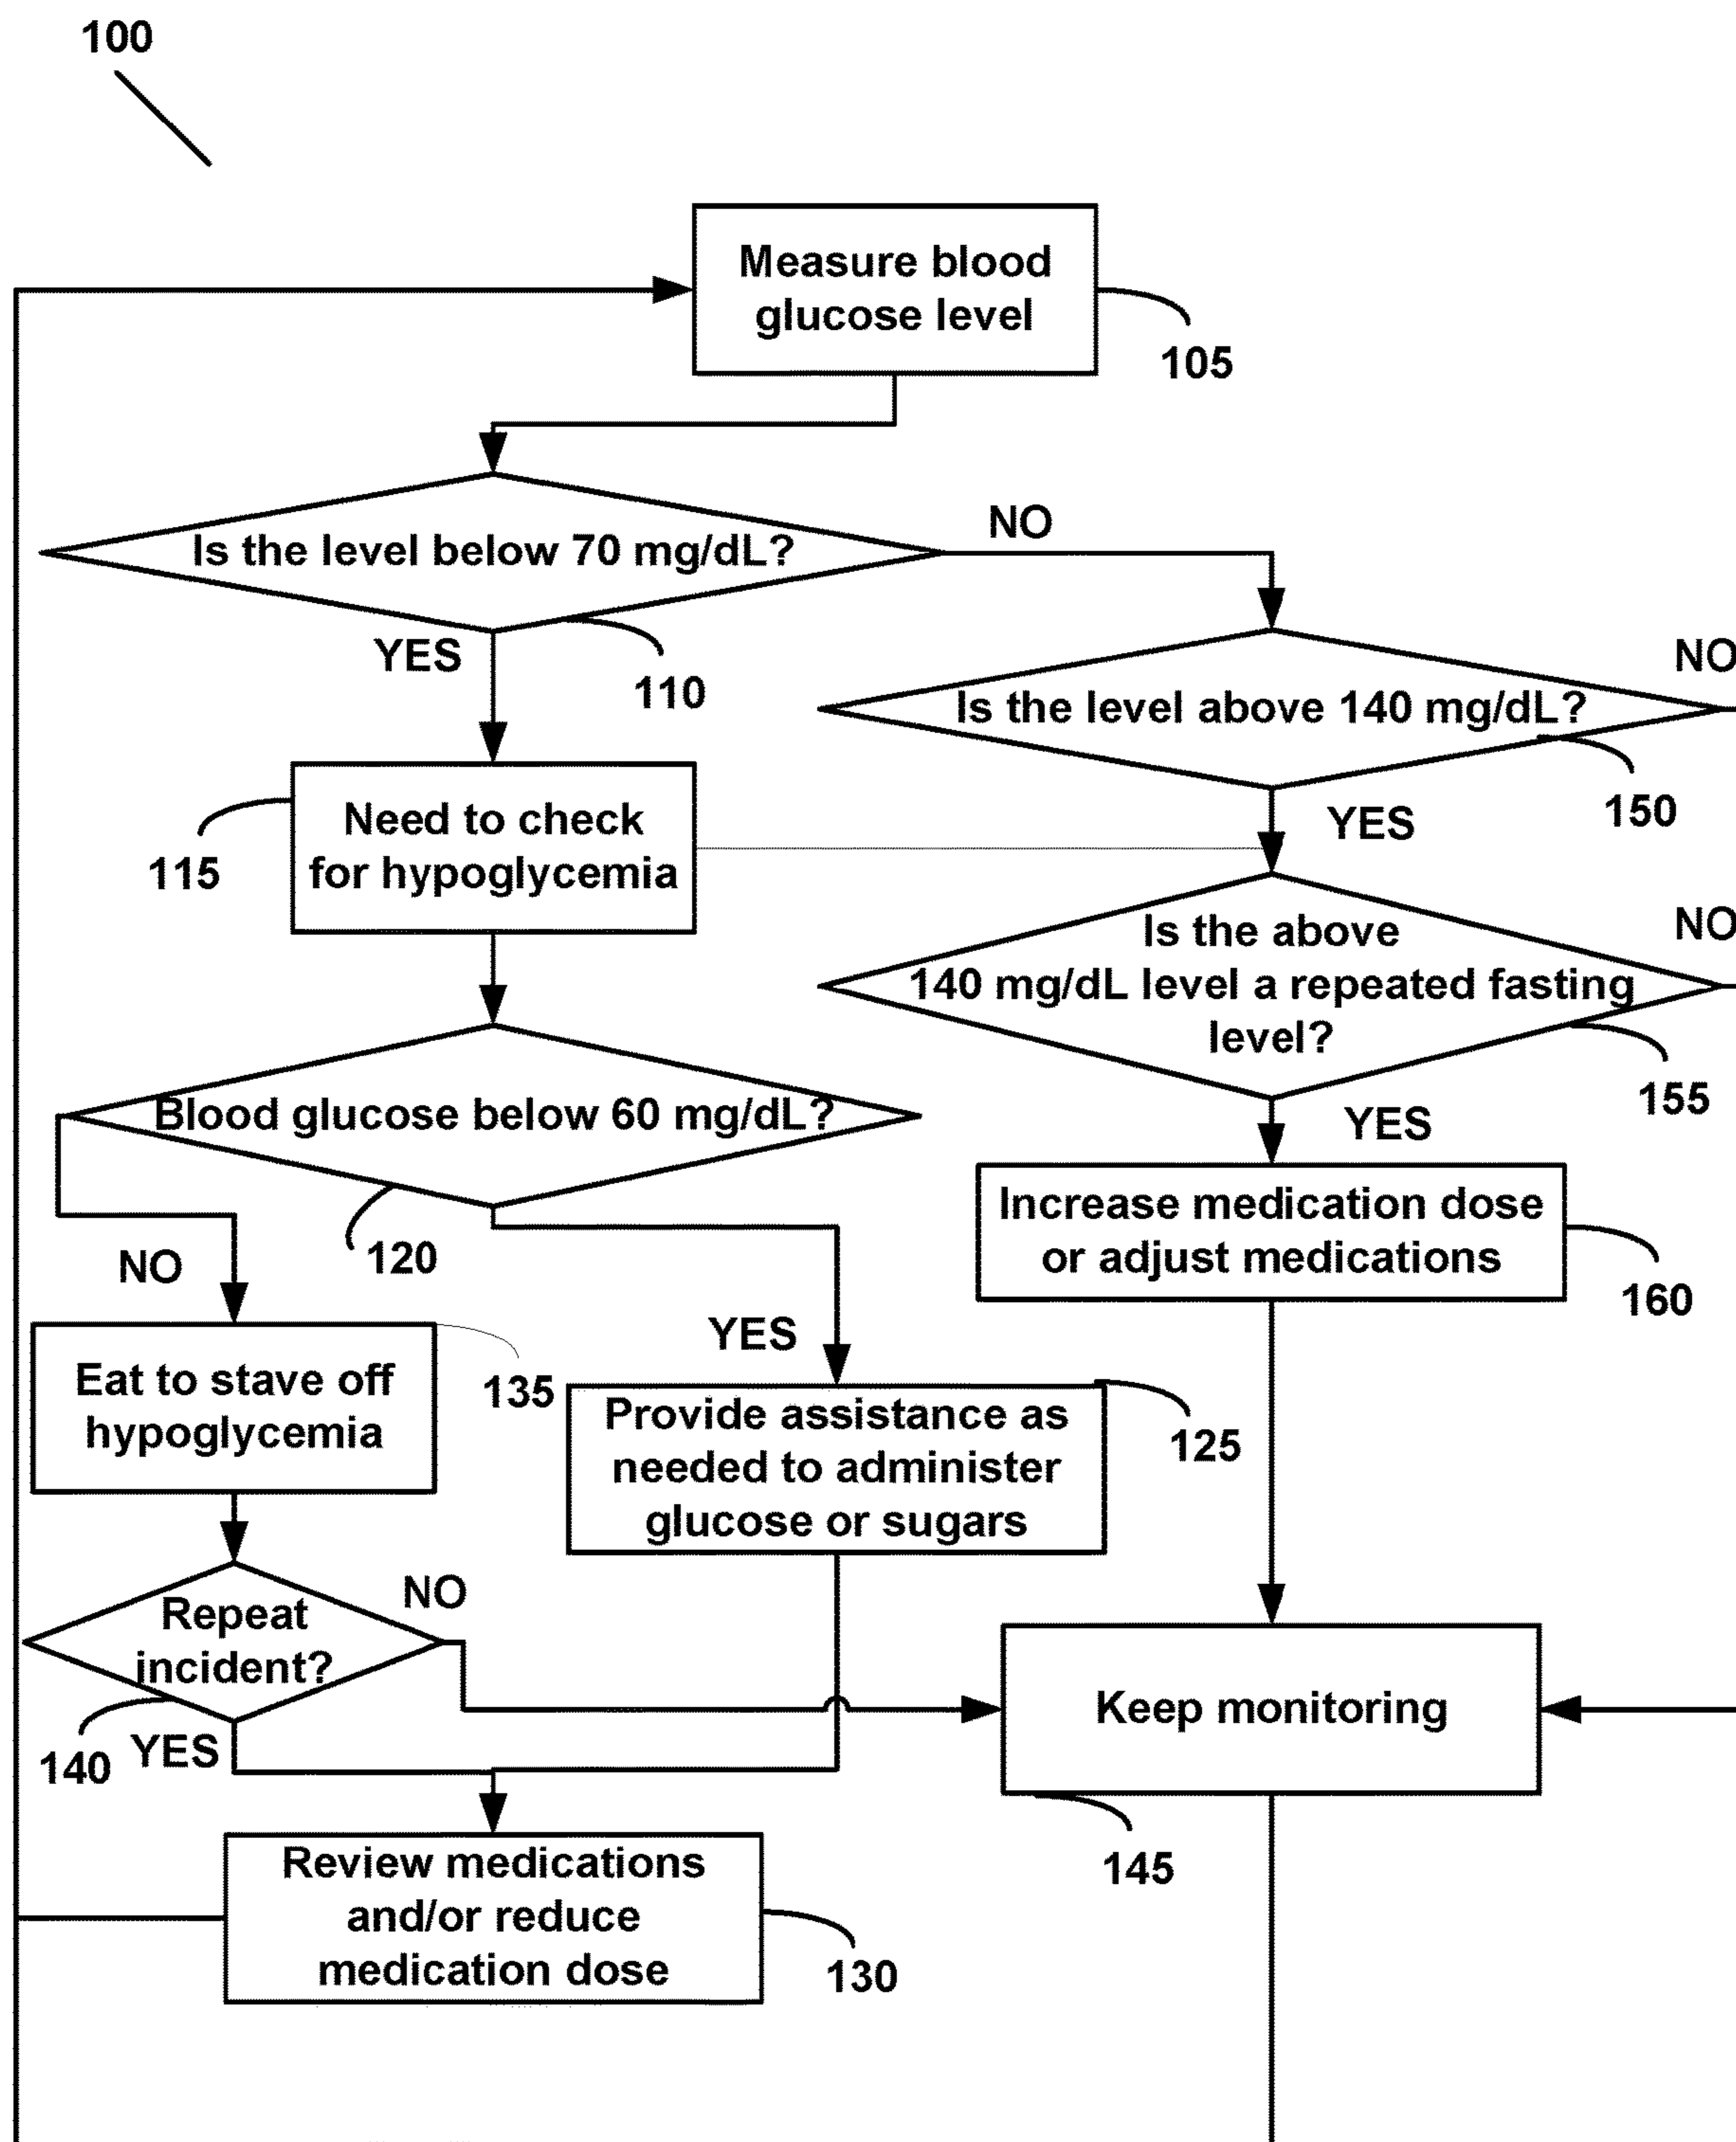 100
Measure blood
glucose level
105
Is the level below 70 mg/dL?
NO
YES
110
Is the level above 140 mg/dL?
NO
150
YES
Need to check
for hypoglycemia
115
Is the above
140 mg/dL level a repeated fasting
level?
NO
155
YES
Blood glucose below 60 mg/dL?
120
NO
YES
Increase medication dose
or adjust medications
160
Eat to stave off
hypoglycemia
135
Provide assistance as
needed to administer
glucose or sugars
125
Repeat
incident?
NO
140
YES
Keep monitoring
145
Review medications
and/or reduce
medication dose
130